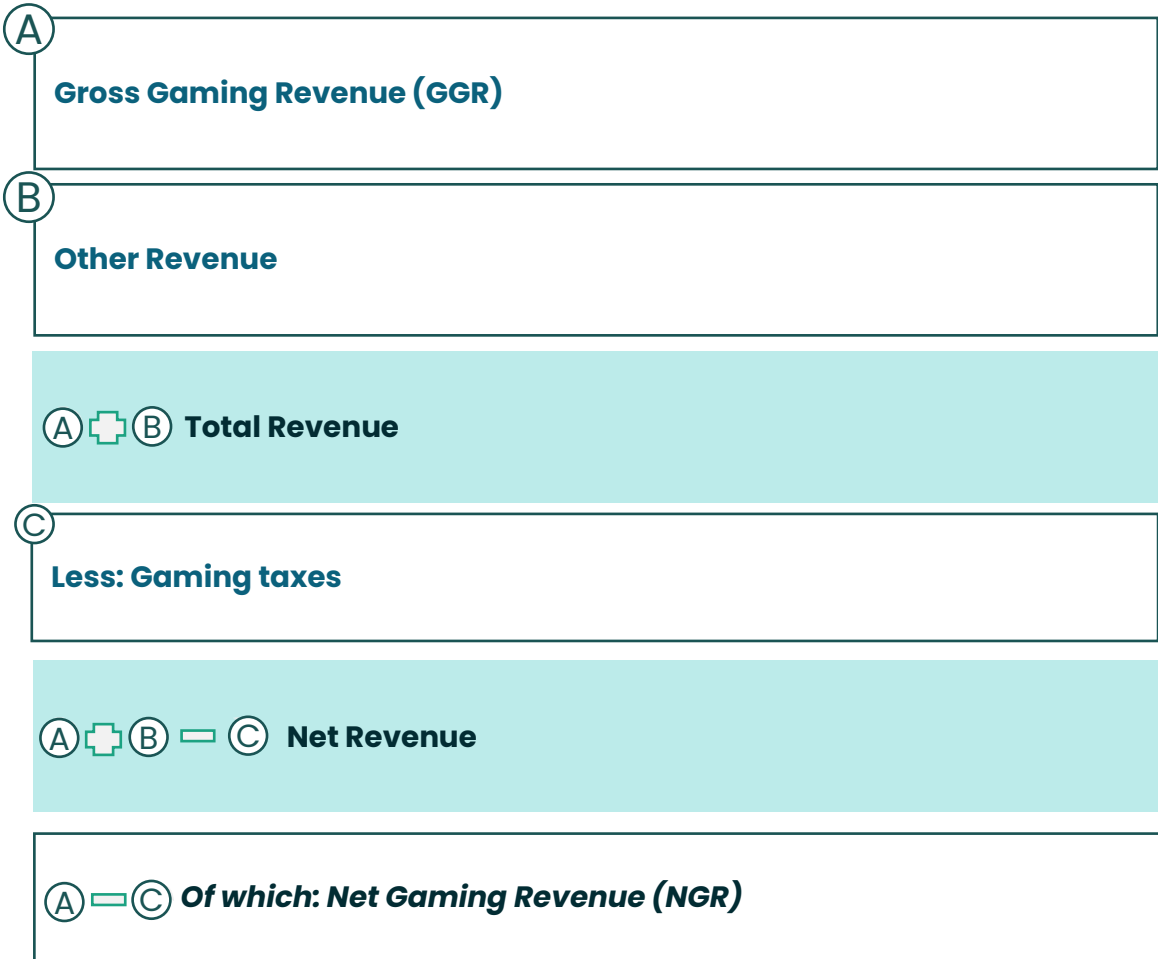 A
Gross Gaming Revenue (GGR)
B
Other Revenue
A B Total Revenue
C
Less: Gaming taxes
A B C Net Revenue
A C Of which: Net Gaming Revenue (NGR)